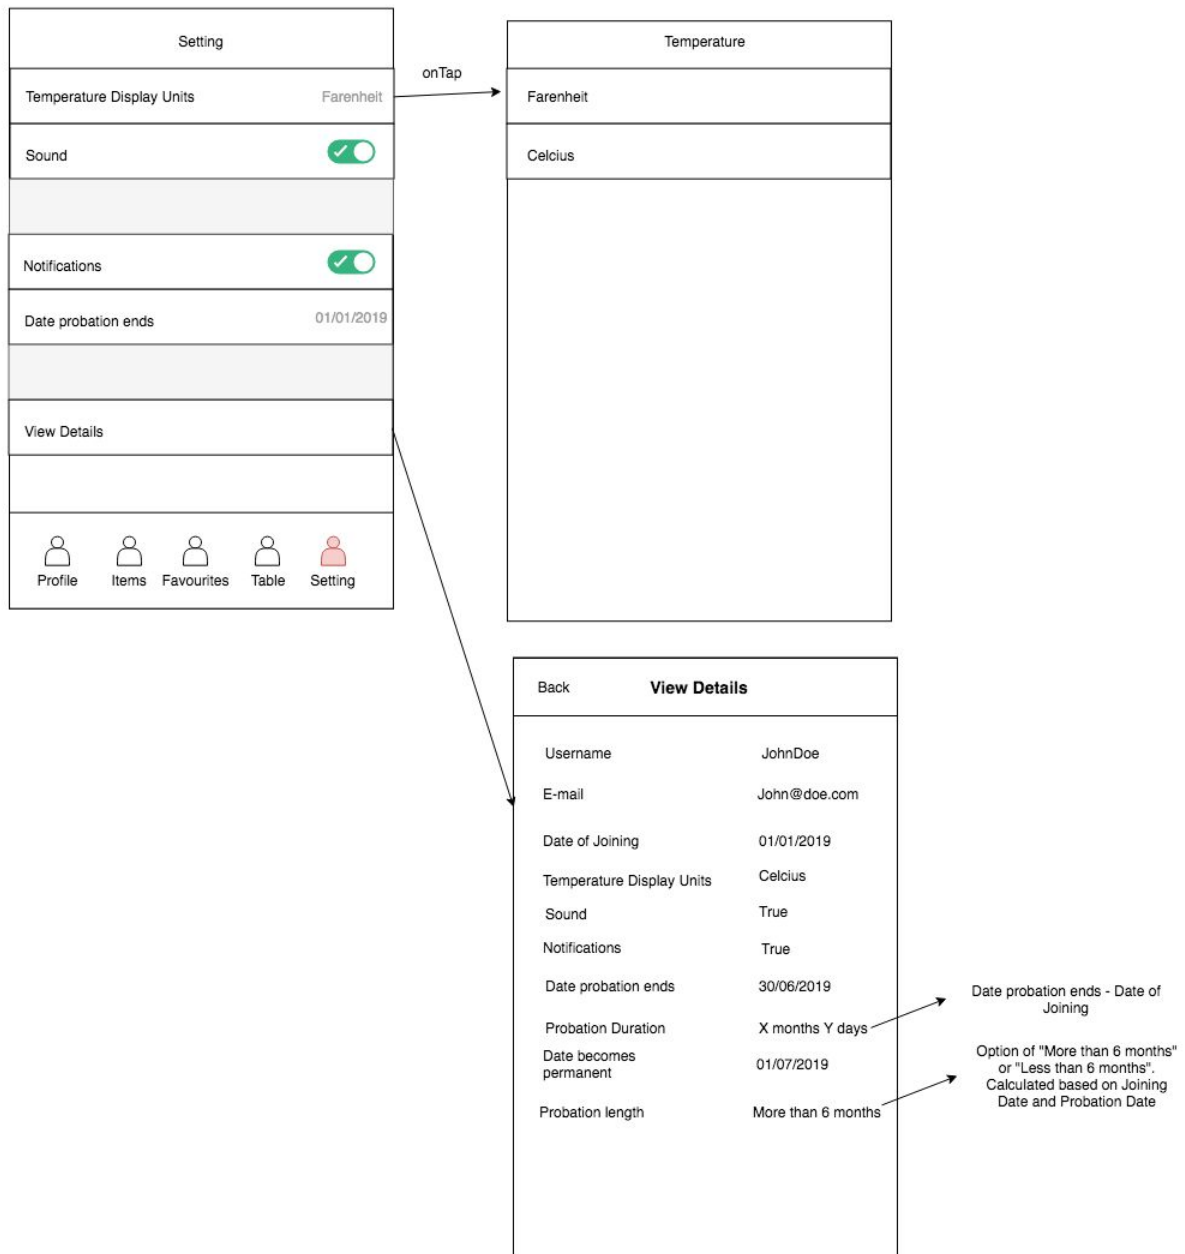 Setting
Temperature Display Units Farenheit
Sound
Notifications
Date probation ends 01/01/2019
View Details
Profile Items Favourites Table Setting
onTap
Temperature
Farenheit
Celcius
Back View Details
Username JohnDoe
E-mail John@doe.com
Date of Joining 01/01/2019
Temperature Display Units Celcius
Sound True
Notifications True
Date probation ends 30/06/2019
Probation Duration X months Y days
Date becomes
permanent 01/07/2019
Probation length More than 6 months
Date probation ends - Date of
Joining
Option of "More than 6 months"
or "Less than 6 months".
Calculated based on Joining
Date and Probation Date